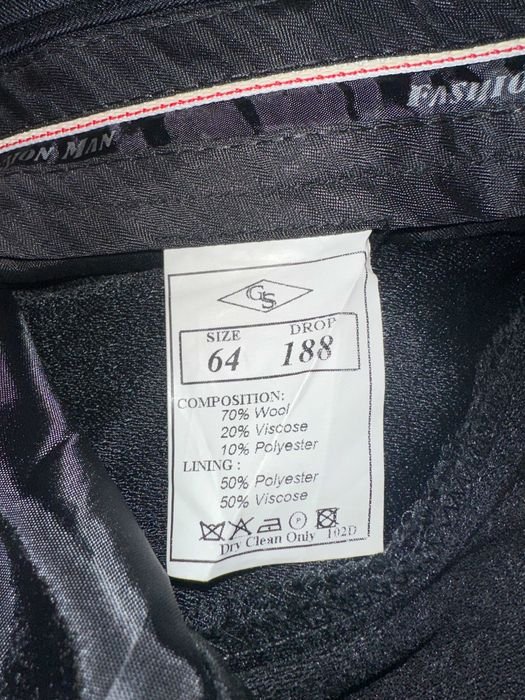 FASHIO
ION MAN
GS
SIZE DROP
64 188
COMPOSITION:
70% Wool
20% Viscose
10% Polyester
LINING :
50% Polyester
50% Viscose
P
Dry Clean Only 102D